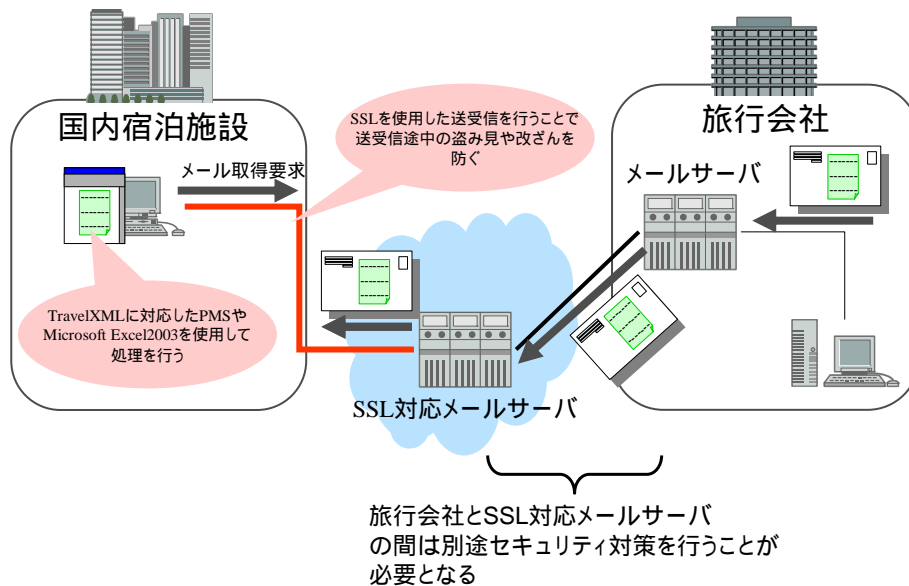 国内宿泊施設
メール取得要求
SSLを使用した送受信を行うことで
送受信途中の盗み見や改ざんを
防ぐ
旅行会社
メールサーバ
TravelXMLに対応したPMSや
Microsoft Excel2003を使用して
処理を行う
SSL対応メールサーバ
旅行会社とSSL対応メールサーバ
の間は別途セキュリティ対策を行うことが
必要となる